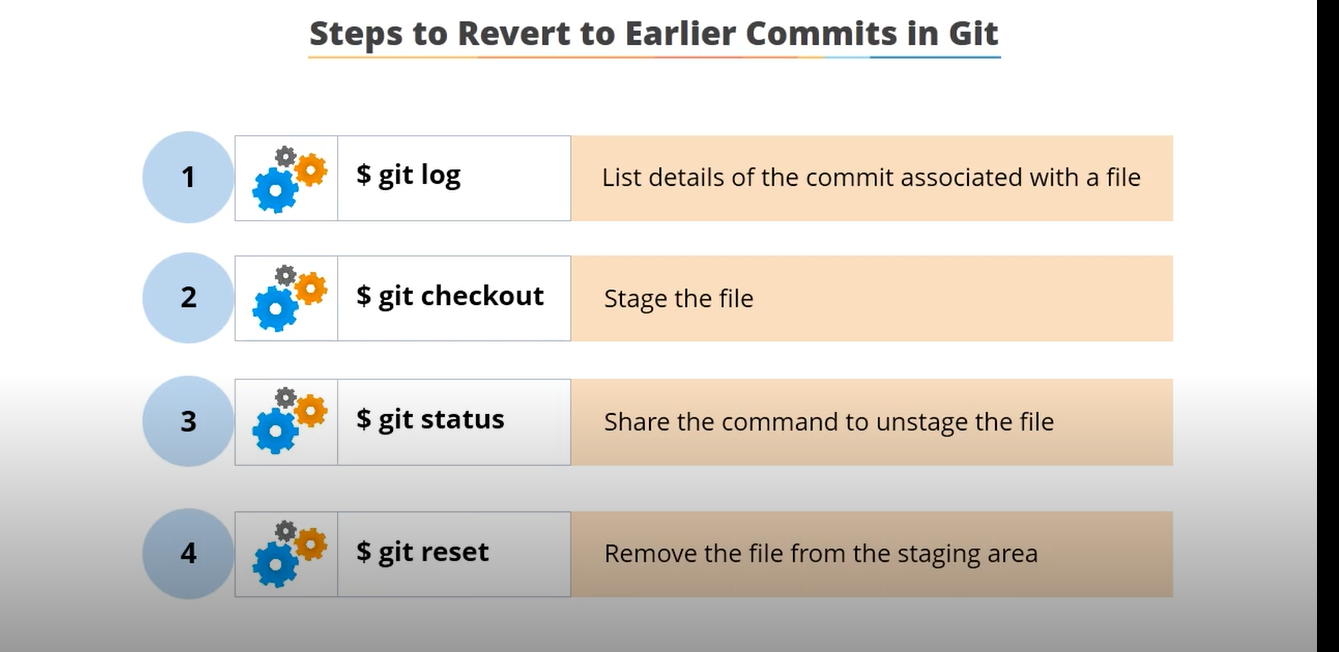 Steps to Revert to Earlier Commits in Git
1 $ git log List details of the commit associated with a file
2 $ git checkout Stage the file
3 $ git status Share the command to unstage the file
4 $ git reset Remove the file from the staging area